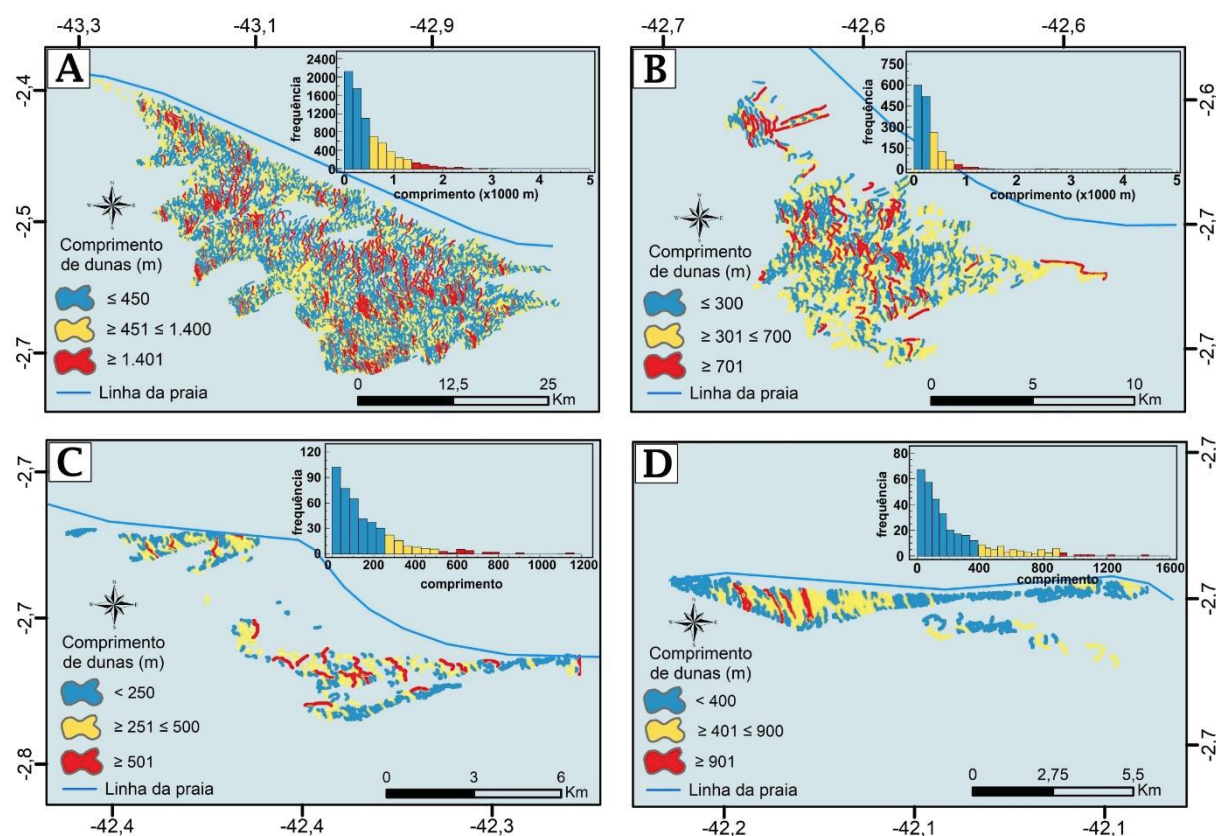 -43,3 -43,1 -42,9
A
-2,4
-2,5
-2,7
frequência
2400
2000
1600
1200
800
400
0
0 1 2 3 4 5
comprimento (x1000 m)
N
W E
S
Comprimento
de dunas (m)
≤ 450
≥ 451 ≤ 1.400
≥ 1.401
Linha da praia
0 12,5 25
Km
-42,7 -42,6 -42,6
B
-2,6
-2,7
-2,7
frequência
750
600
450
300
150
0
0 1 2 3 4 5
comprimento (x1000 m)
N
W E
S
Comprimento
de dunas (m)
≤ 300
≥ 301 ≤ 700
≥ 701
Linha da praia
0 5 10
Km
C
-2,7
-2,7
-2,8
frequência
120
90
60
30
0
0 200 400 600 800 1000 1200
comprimento
N
W E
S
Comprimento
de dunas (m)
< 250
≥ 251 ≤ 500
≥ 501
Linha da praia
0 3 6
Km
-42,4 -42,4 -42,3
D
-2,7
-2,7
-2,7
frequência
80
60
40
20
0
0 400 800 1200 1600
comprimento
N
W E
S
Comprimento
de dunas (m)
< 400
≥ 401 ≤ 900
≥ 901
Linha da praia
0 2,75 5,5
Km
-42,2 -42,1 -42,1